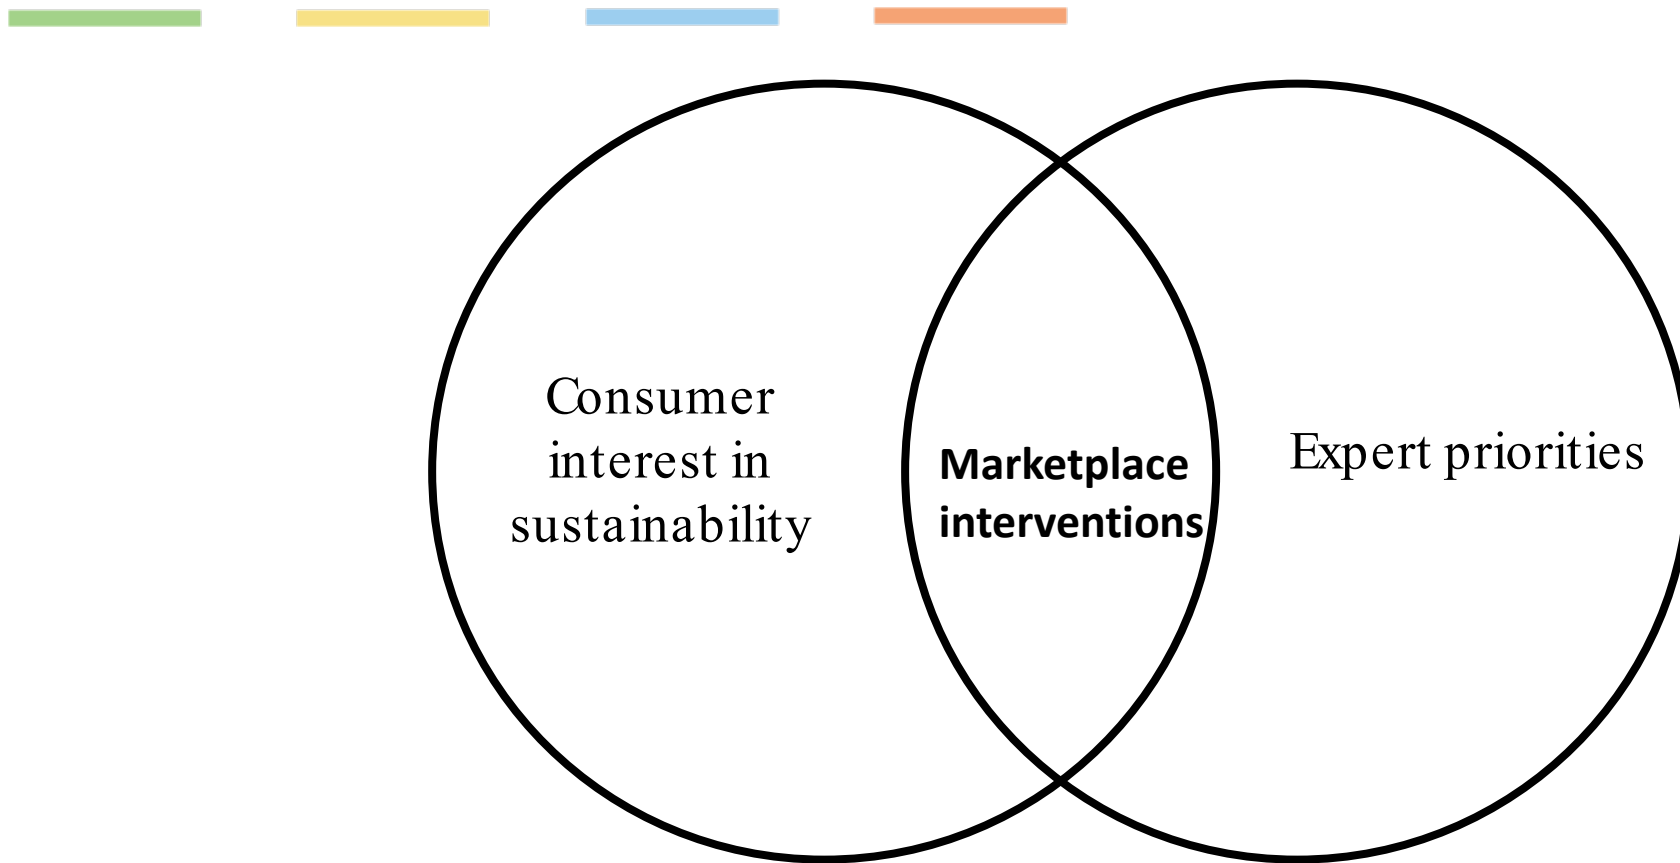 Consumer
interest in
sustainability
Marketplace
interventions
Expert priorities